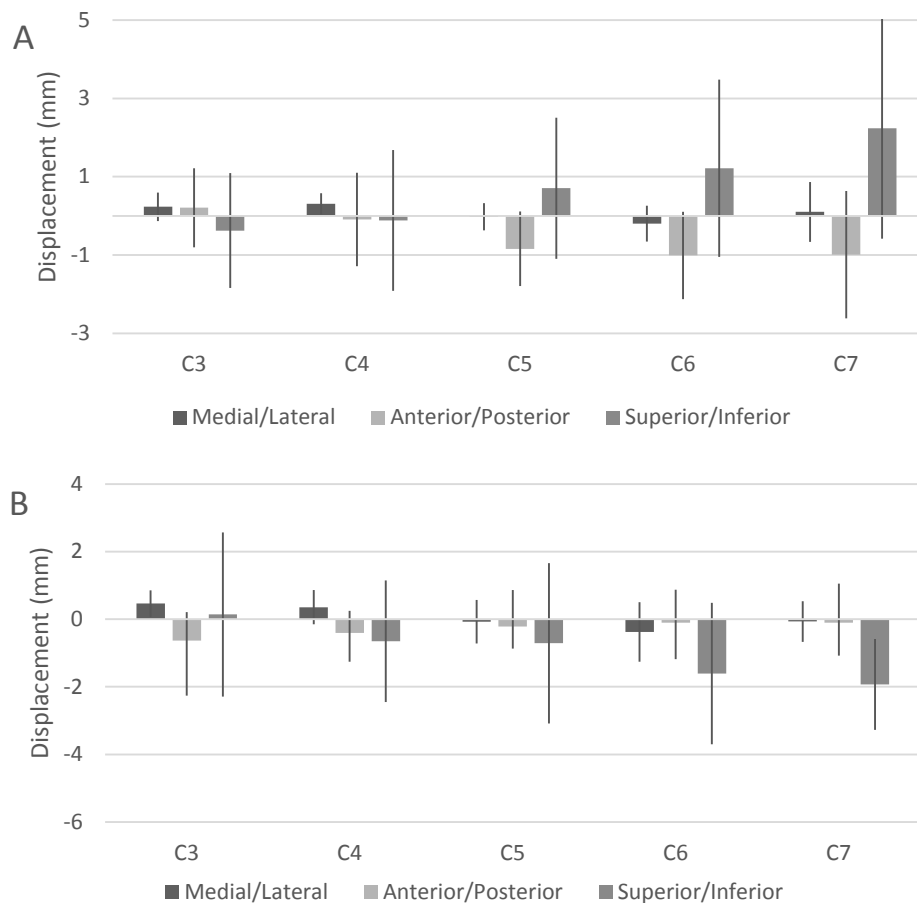 A
Displacement (mm)
5
3
1
-1
-3
C3 C4 C5 C6 C7
Medial/Lateral Anterior/Posterior Superior/Inferior
B
Displacement (mm)
4
2
0
-2
-4
-6
C3 C4 C5 C6 C7
Medial/Lateral Anterior/Posterior Superior/Inferior